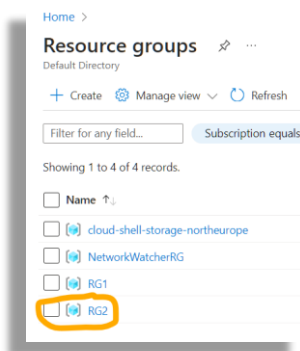 Home >
Resource groups
Default Directory
+ Create Manage view Refresh
Filter for any field... Subscription equals
Showing 1 to 4 of 4 records.
Name ↑↓
cloud-shell-storage-northeurope
NetworkWatcherRG
RG1
RG2